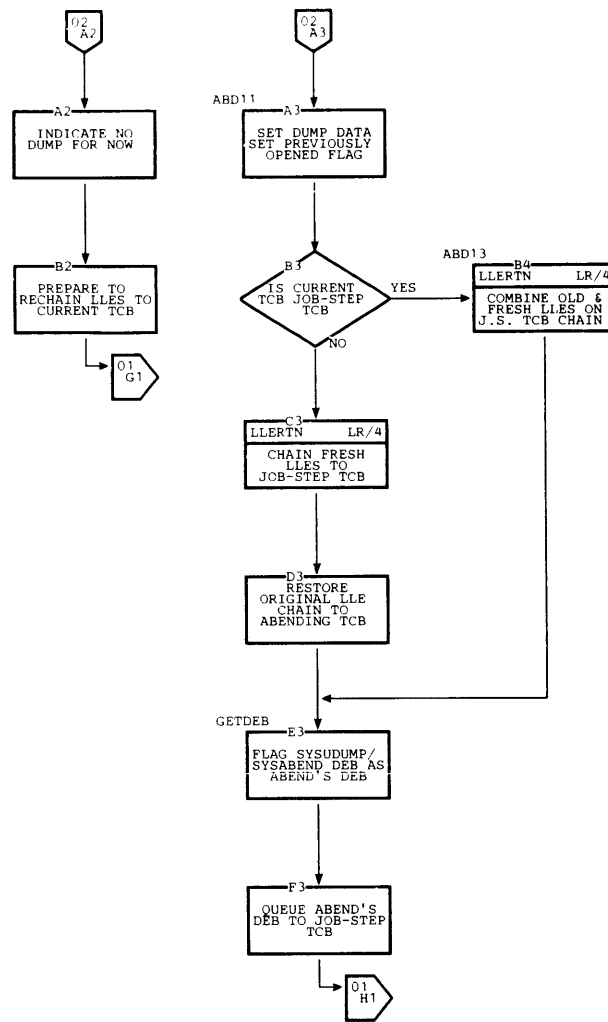 02
A2
A2
INDICATE NO
DUMP FOR NOW
B2
PREPARE TO
RECHAIN LLES TO
CURRENT TCB
01
G1
02
A3
ABD11
A3
SET DUMP DATA
SET PREVIOUSLY
OPENED FLAG
B3
IS CURRENT
TCB JOB-STEP
TCB
YES
NO
ABD13
B4
LLERTN LR/4
COMBINE OLD &
FRESH LLES ON
J.S. TCB CHAIN
C3
LLERTN LR/4
CHAIN FRESH
LLES TO
JOB-STEP TCB
D3
RESTORE
ORIGINAL LLE
CHAIN TO
ABENDING TCB
GETDEB
E3
FLAG SYSUDUMP/
SYSABEND DEB AS
ABEND'S DEB
F3
QUEUE ABEND'S
DEB TO JOB-STEP
TCB
01
H1